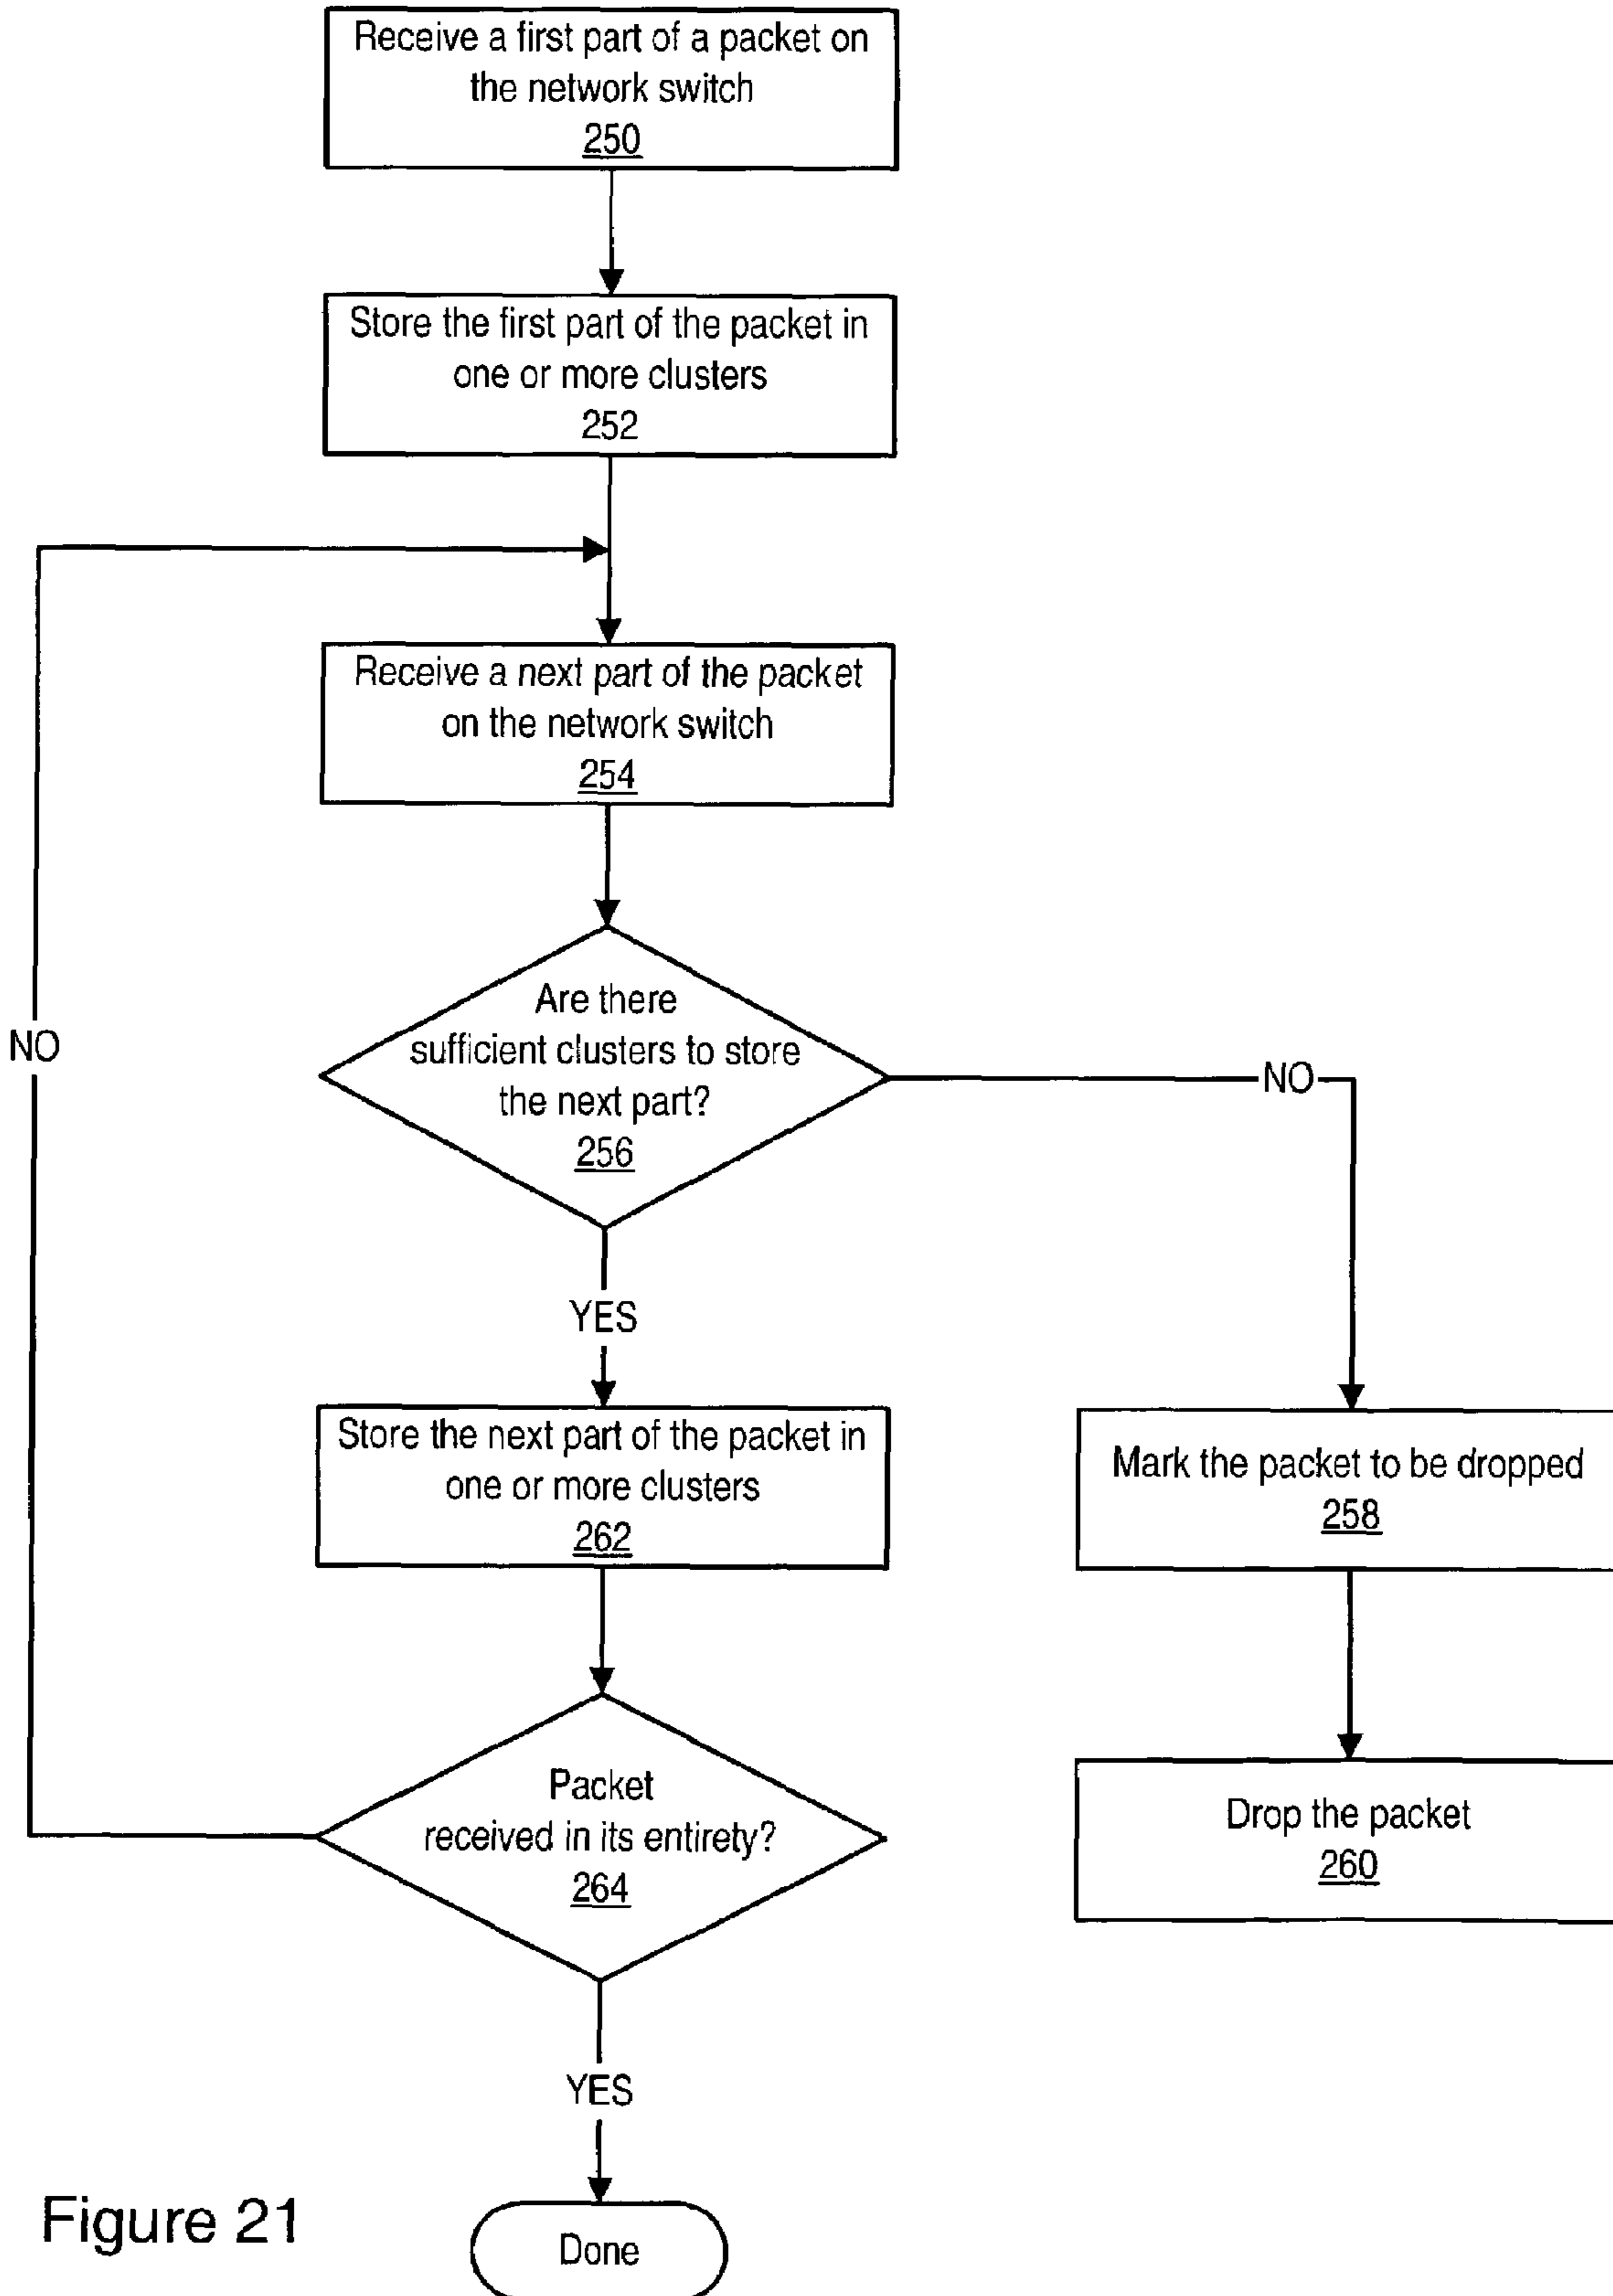 Receive a first part of a packet on
the network switch
250
Store the first part of the packet in
one or more clusters
252
Receive a next part of the packet
on the network switch
254
Are there
sufficient clusters to store
the next part?
256
NO
NO
YES
Store the next part of the packet in
one or more clusters
262
Mark the packet to be dropped
258
Packet
received in its entirety?
264
Drop the packet
260
YES
Done
Figure 21